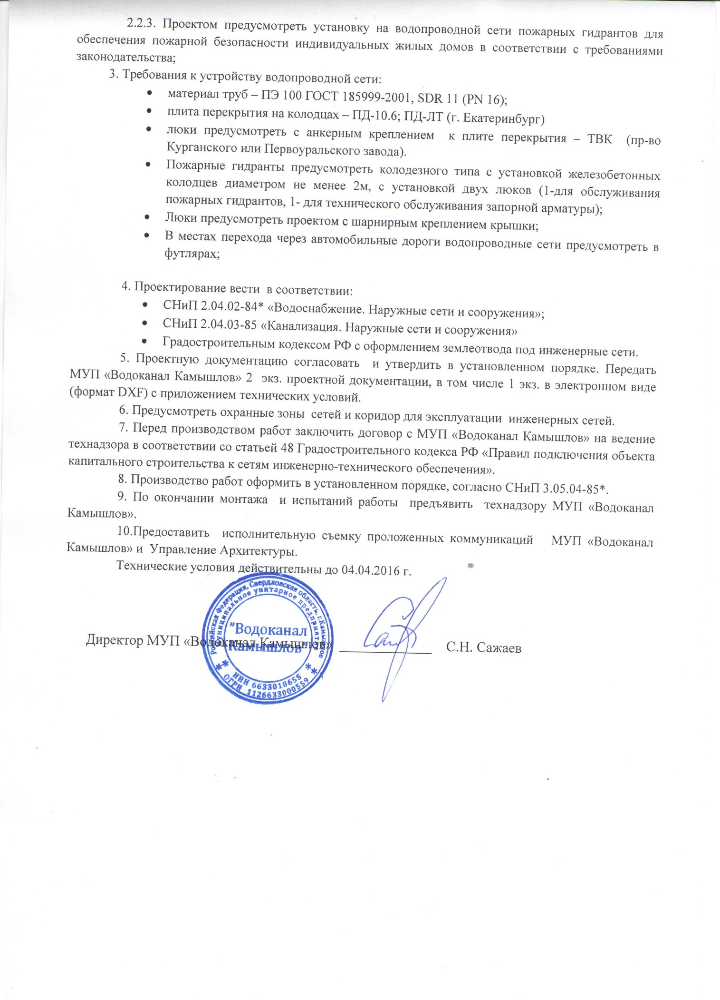 2.2.3. Проектом предусмотреть установку на водопроводной сети пожарных гидрантов для
обеспечения пожарной безопасности индивидуальных жилых домов в соответствии с требованиями
законодательства;
3. Требования к устройству водопроводной сети:
• материал труб – ПЭ 100 ГОСТ 185999-2001, SDR 11 (PN 16);
• плита перекрытия на колодцах – ПД-10.6; ПД-ЛТ (г. Екатеринбург)
• люки предусмотреть с анкерным креплением к плите перекрытия – ТВК (пр-во
Курганского или Первоуральского завода).
• Пожарные гидранты предусмотреть колодезного типа с установкой железобетонных
колодцев диаметром не менее 2м, с установкой двух люков (1-для обслуживания
пожарных гидрантов, 1- для технического обслуживания запорной арматуры);
• Люки предусмотреть проектом с шарнирным креплением крышки;
• В местах перехода через автомобильные дороги водопроводные сети предусмотреть в
футлярах;
4. Проектирование вести в соответствии:
• СНиП 2.04.02-84* «Водоснабжение. Наружные сети и сооружения»;
• СНиП 2.04.03-85 «Канализация. Наружные сети и сооружения»
• Градостроительным кодексом РФ с оформлением землеотвода под инженерные сети.
5. Проектную документацию согласовать и утвердить в установленном порядке. Передать
МУП «Водоканал Камышлов» 2 экз. проектной документации, в том числе 1 экз. в электронном виде
(формат DXF) с приложением технических условий.
6. Предусмотреть охранные зоны сетей и коридор для эксплуатации инженерных сетей.
7. Перед производством работ заключить договор с МУП «Водоканал Камышлов» на ведение
технадзора в соответствии со статьей 48 Градостроительного кодекса РФ «Правил подключения объекта
капитального строительства к сетям инженерно-технического обеспечения».
8. Производство работ оформить в установленном порядке, согласно СНиП 3.05.04-85*.
9. По окончании монтажа и испытаний работы предъявить технадзору МУП «Водоканал
Камышлов».
10.Предоставить исполнительную съемку проложенных коммуникаций МУП «Водоканал
Камышлов» и Управление Архитектуры.
Технические условия действительны до 04.04.2016 г.
Российская Федерация, Свердловская область, г.Камышлов
Муниципальное унитарное предприятие
"Водоканал
Камышлов"
** ИНН 6633018655 **
ОГРН 1126633000559
Директор МУП «Водоканал Камышлов» ______________ С.Н. Сажаев